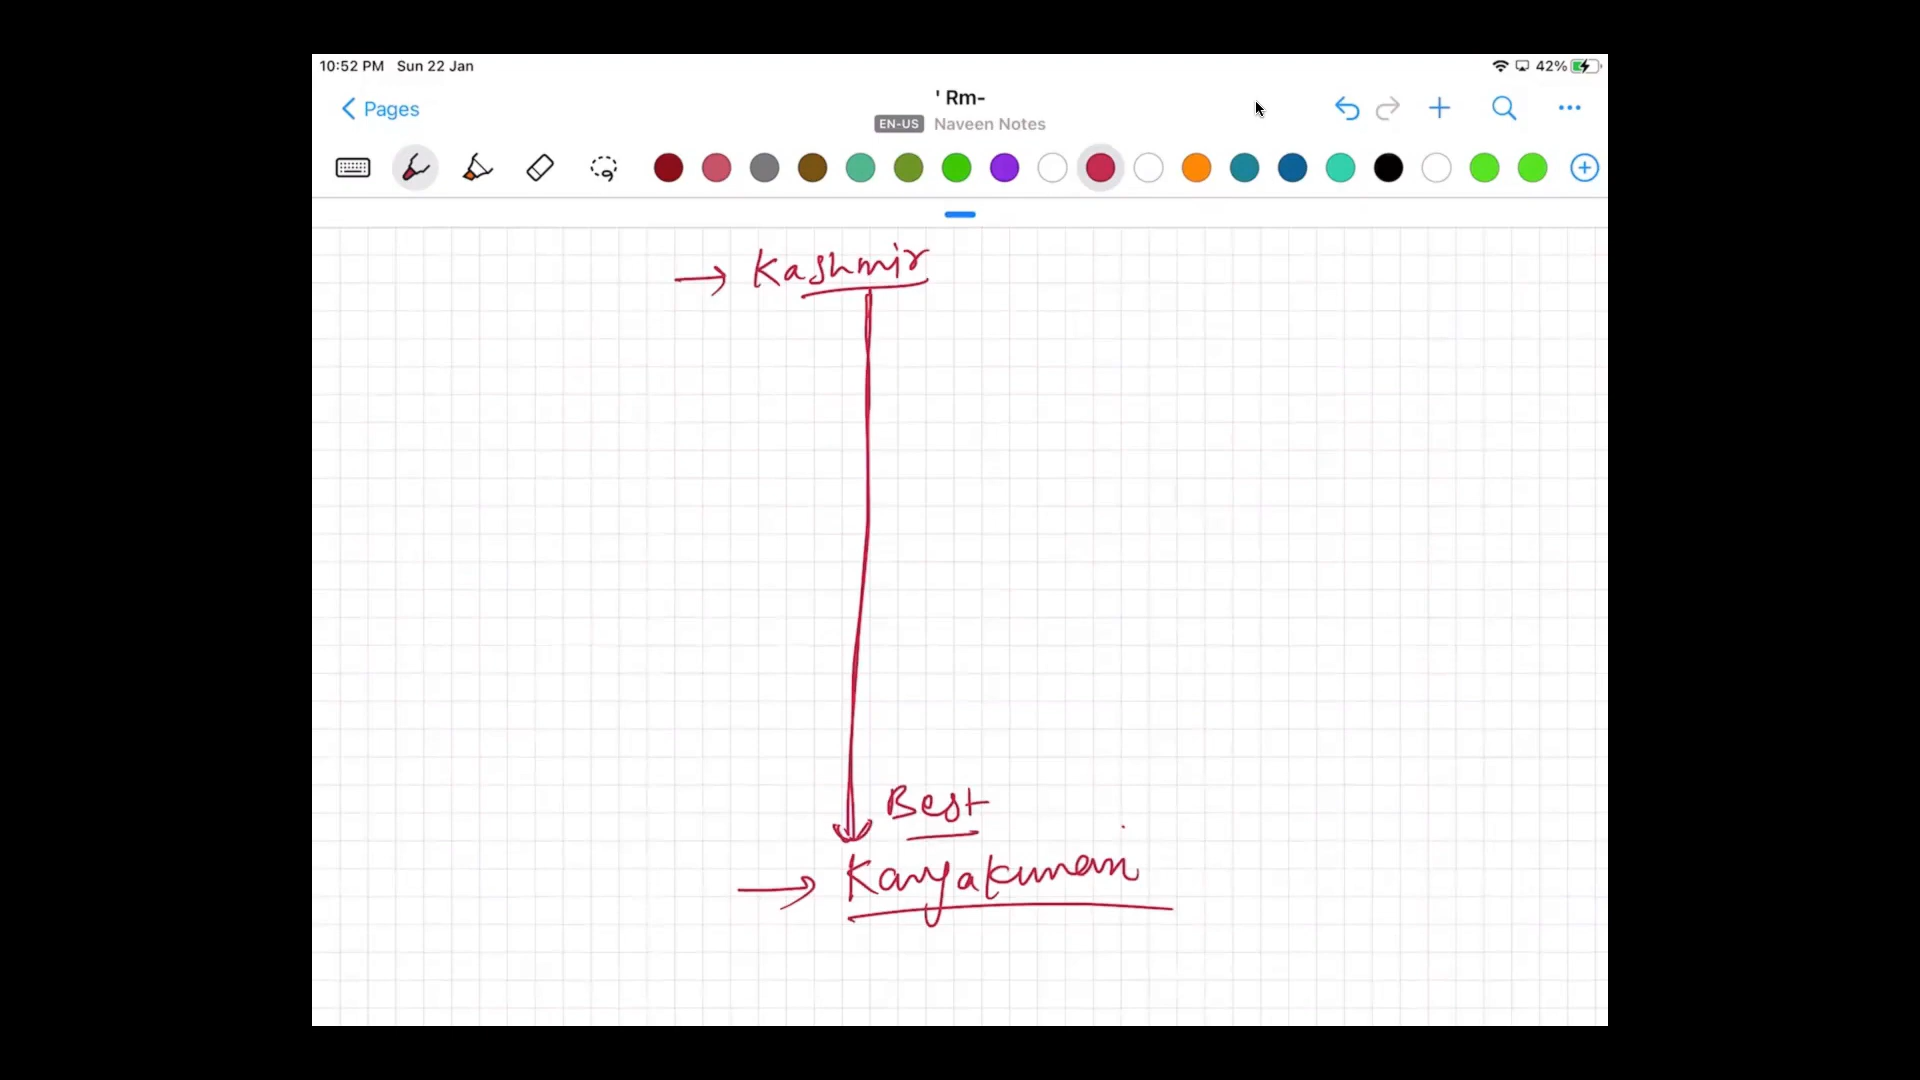 10:52 PM Sun 22 Jan
42%
Pages
' Rm-
EN-US Naveen Notes
→ Kashmir
Best
→ Kanyakumari